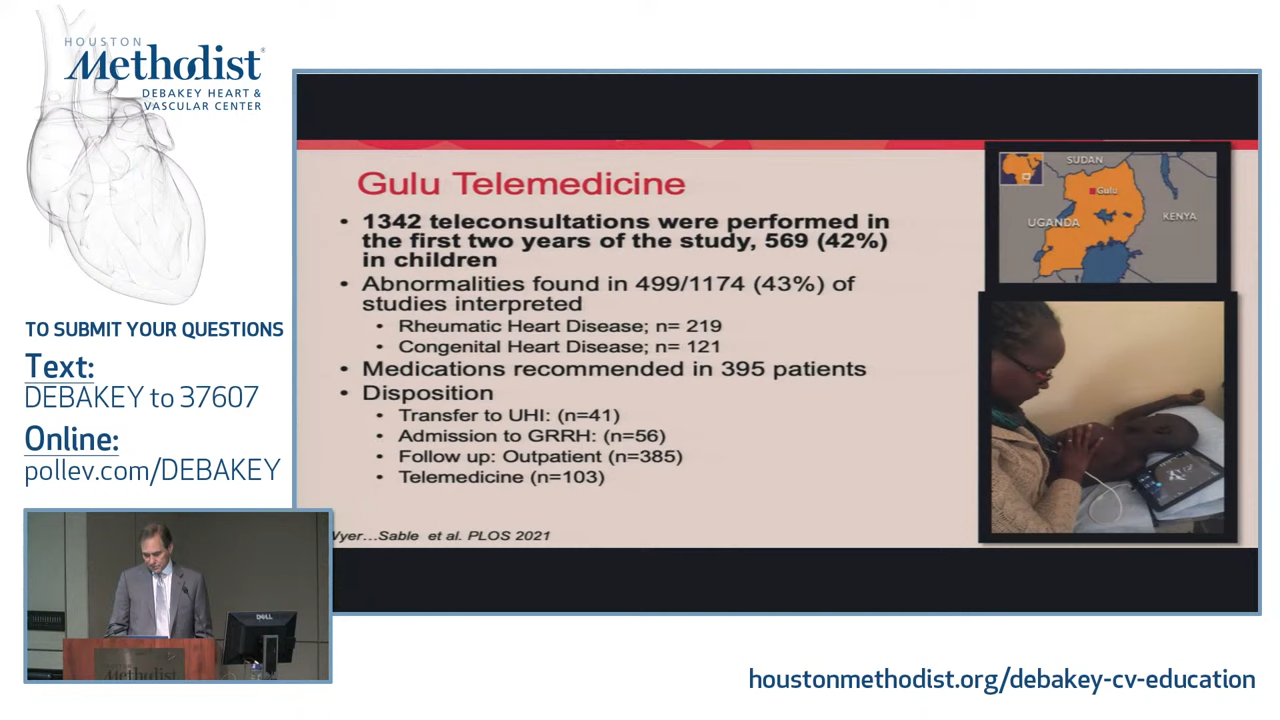 HOUSTON
Methodist
DEBAKEY HEART &
VASCULAR CENTER
TO SUBMIT YOUR QUESTIONS
Text:
DEBAKEY to 37607
Online:
pollev.com/DEBAKEY
Gulu Telemedicine
• 1342 teleconsultations were performed in
the first two years of the study, 569 (42%)
in children
• Abnormalities found in 499/1174 (43%) of
studies interpreted
• Rheumatic Heart Disease; n= 219
• Congenital Heart Disease; n= 121
• Medications recommended in 395 patients
• Disposition
• Transfer to UHI: (n=41)
• Admission to GRRH: (n=56)
• Follow up: Outpatient (n=385)
• Telemedicine (n=103)
Sable et al. PLOS 2021
SUDAN
Gulu
UGANDA
KENYA
DELL
HOUSTON
Methodist
houstonmethodist.org/debakey-cv-education